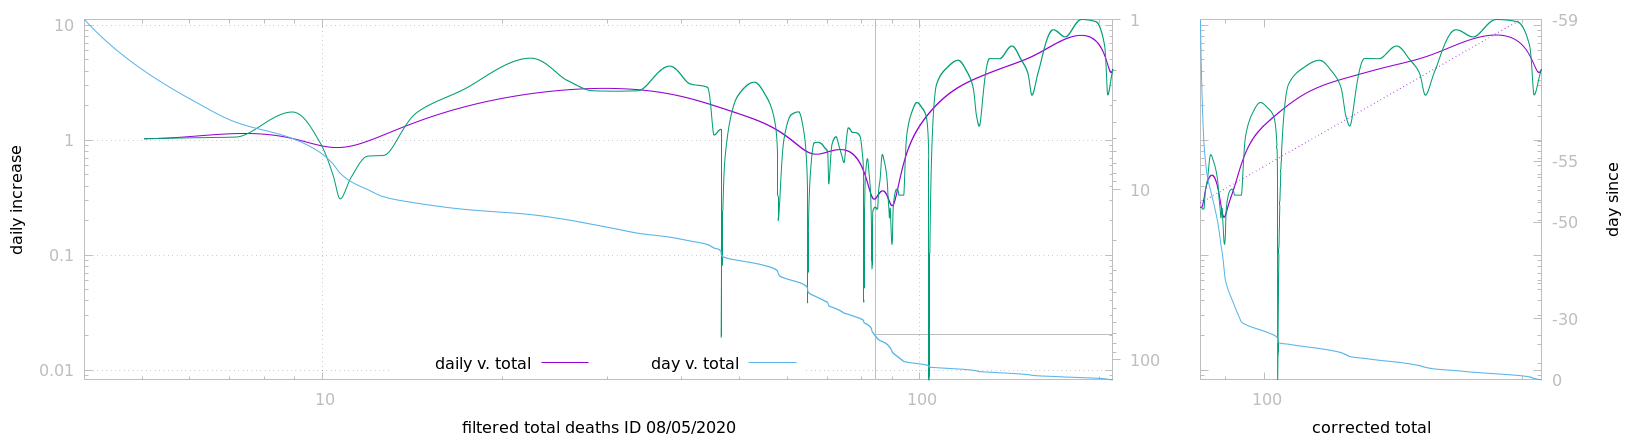 10
1
0.1
0.01
daily increase
10
100
1
10
100
daily v. total
day v. total
filtered total deaths ID 08/05/2020
-59
-55
-50
-30
0
day since
100
corrected total